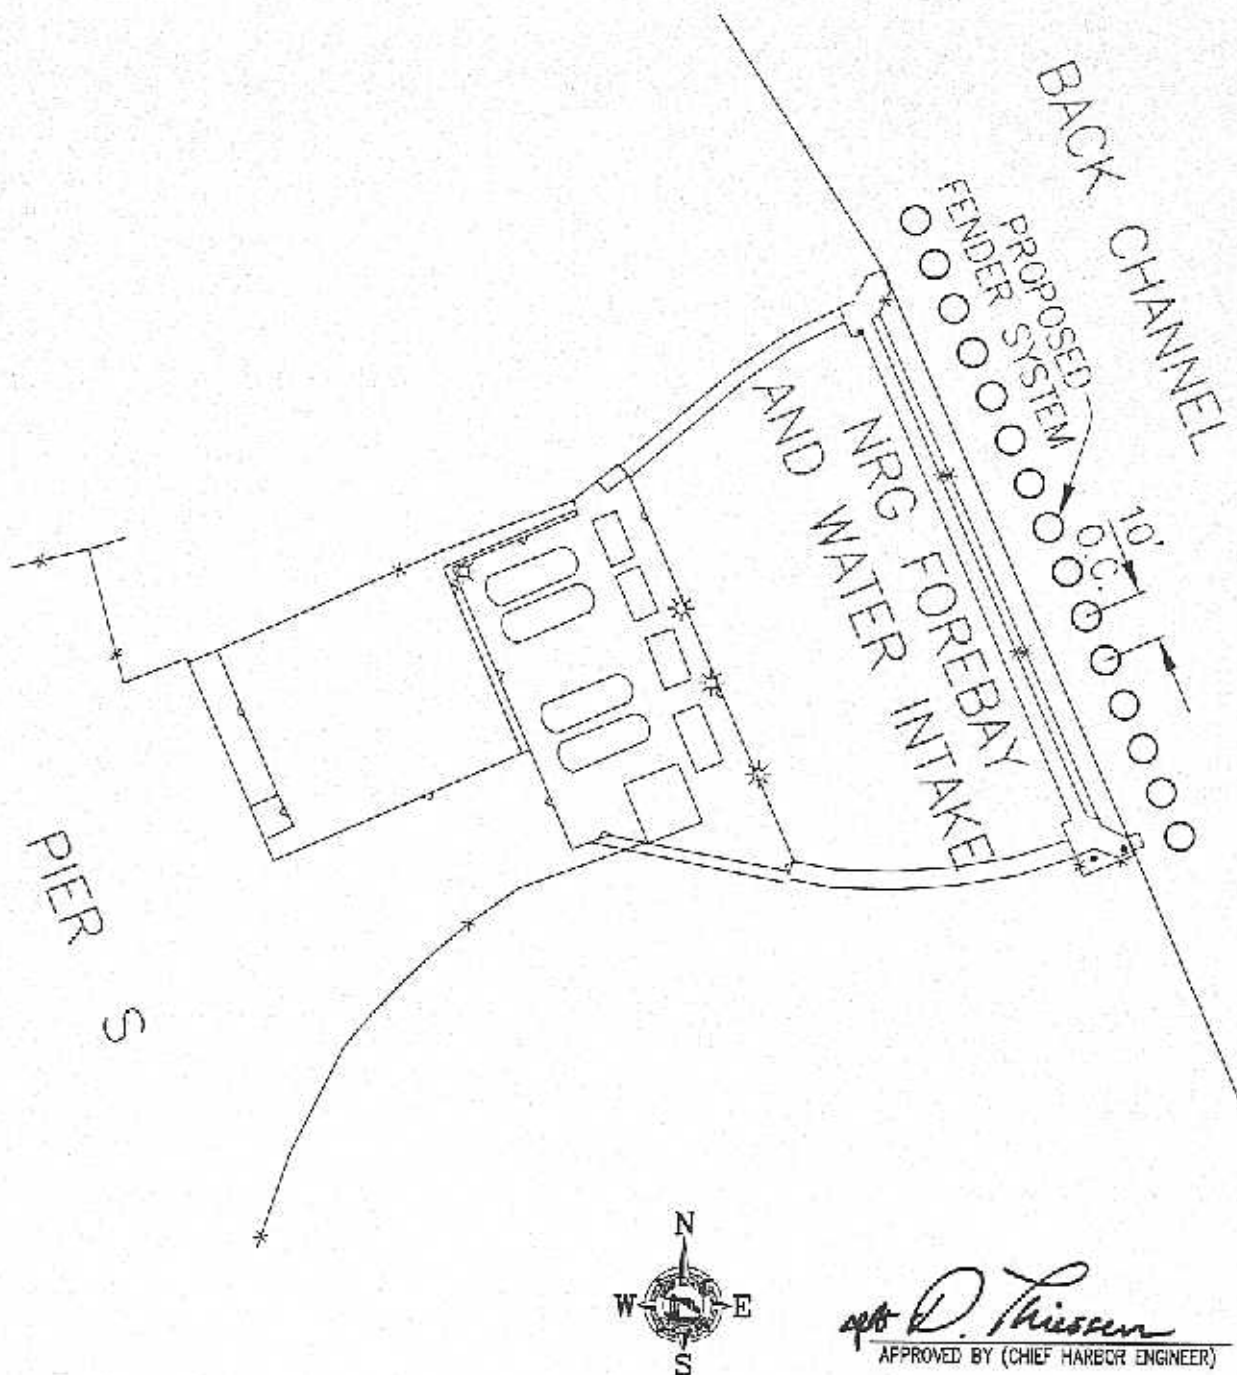 BACK CHANNEL
PROPOSED
FENDER SYSTEM
10'
O.C.
NRG FOREBAY
AND WATER INTAKE
PIER S
N
W E
S
D. Thiessen
APPROVED BY (CHIEF HARBOR ENGINEER)